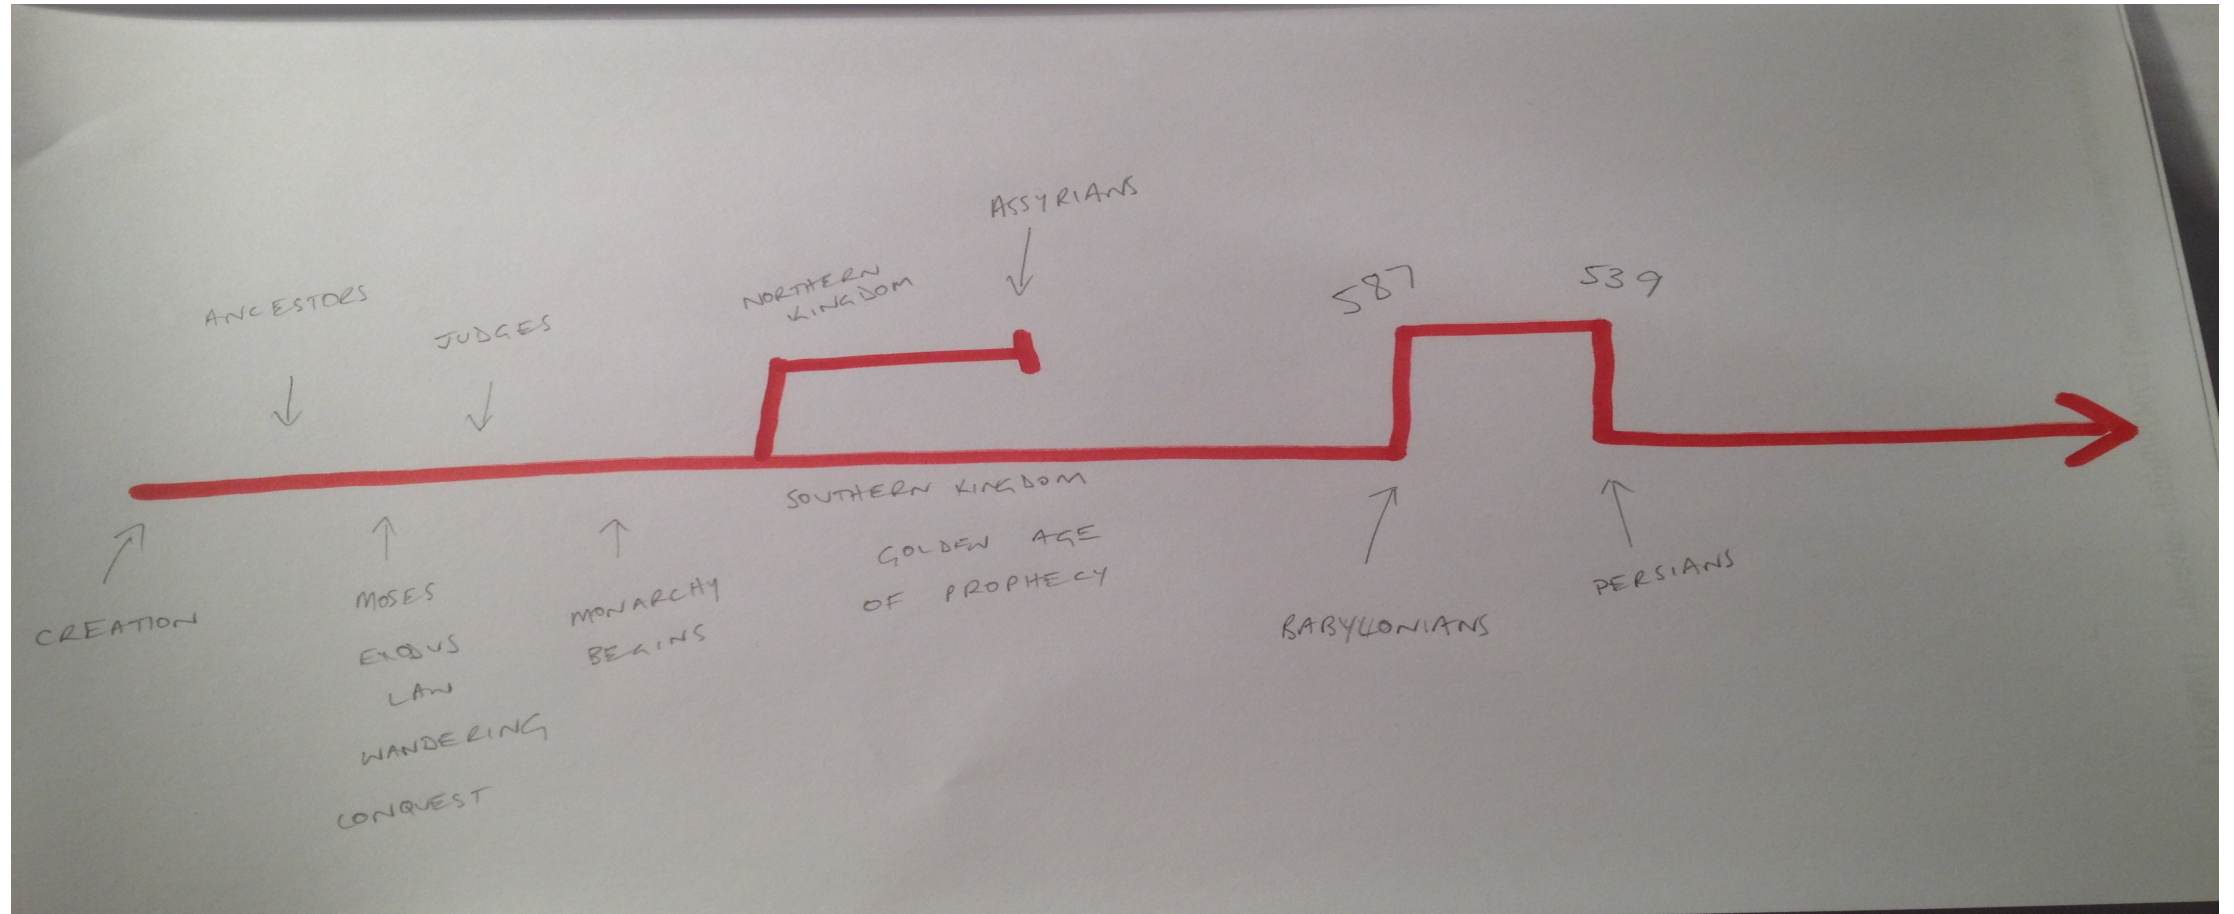 ASSYRIANS
ANCESTORS
JUDGES
NORTHERN
KINGDOM
587
539
SOUTHERN KINGDOM
GOLDEN AGE
OF PROPHECY
CREATION
MOSES
EXODUS
LAW
WANDERING
CONQUEST
MONARCHY
BEGINS
BABYLONIANS
PERSIANS